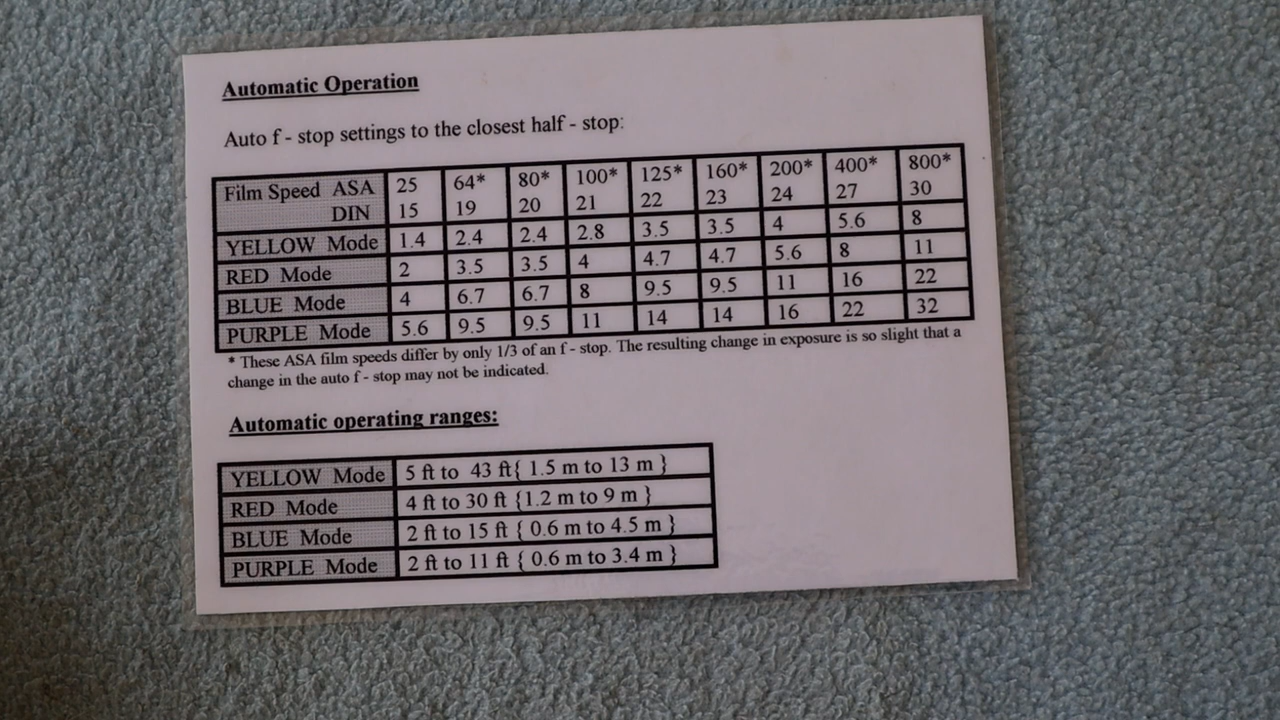 Automatic Operation
Auto f - stop settings to the closest half - stop:
Film Speed ASA 25 64* 80* 100* 125* 160* 200* 400* 800*
DIN 15 19 20 21 22 23 24 27 30
YELLOW Mode 1.4 2.4 2.4 2.8 3.5 3.5 4 5.6 8
RED Mode 2 3.5 3.5 4 4.7 4.7 5.6 8 11
BLUE Mode 4 6.7 6.7 8 9.5 9.5 11 16 22
PURPLE Mode 5.6 9.5 9.5 11 14 14 16 22 32
* These ASA film speeds differ by only 1/3 of an f - stop. The resulting change in exposure is so slight that a
change in the auto f - stop may not be indicated.
Automatic operating ranges:
YELLOW Mode 5 ft to 43 ft{ 1.5 m to 13 m }
RED Mode 4 ft to 30 ft {1.2 m to 9 m }
BLUE Mode 2 ft to 15 ft { 0.6 m to 4.5 m }
PURPLE Mode 2 ft to 11 ft { 0.6 m to 3.4 m }